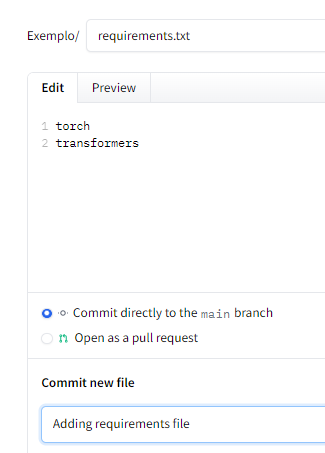 Exemplo/ requirements.txt
Edit Preview
1 torch
2 transformers
Commit directly to the main branch
Open as a pull request
Commit new file
Adding requirements file